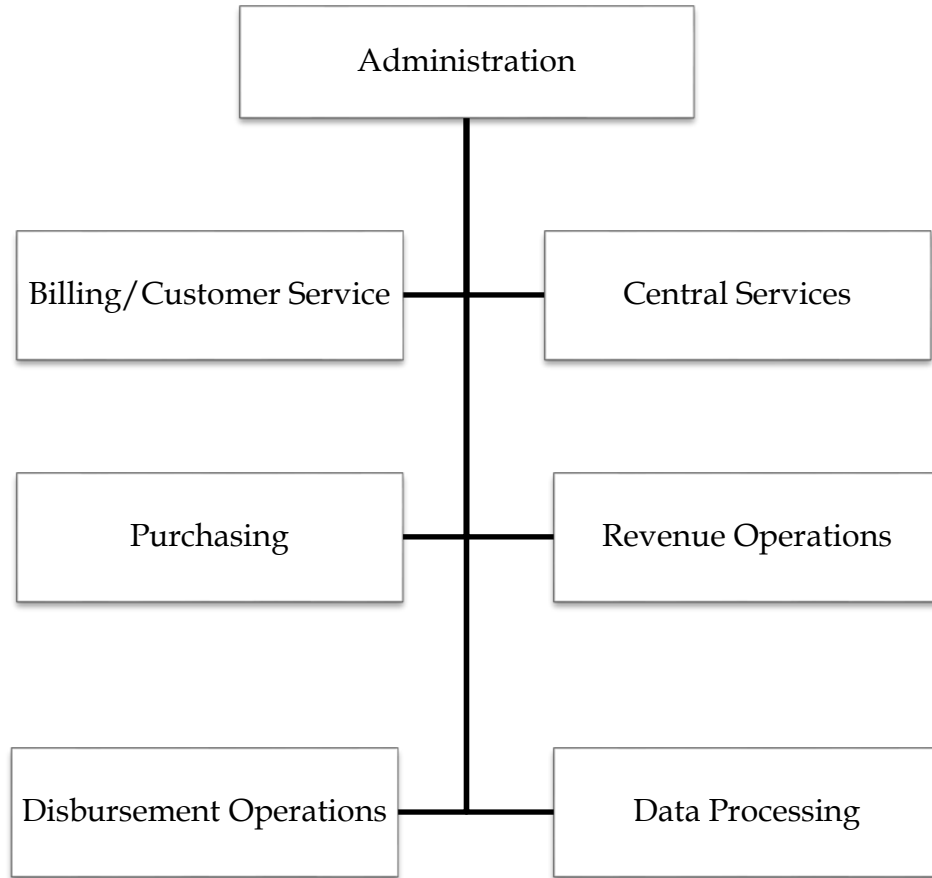 Administration
Billing/Customer Service
Central Services
Purchasing
Revenue Operations
Disbursement Operations
Data Processing